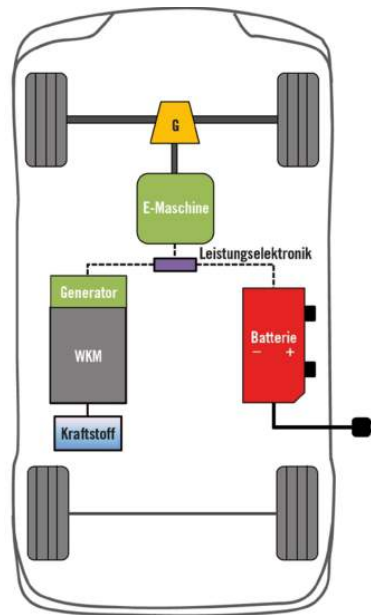 G
E-Maschine
Leistungselektronik
Generator
WKM
Batterie
– +
Kraftstoff